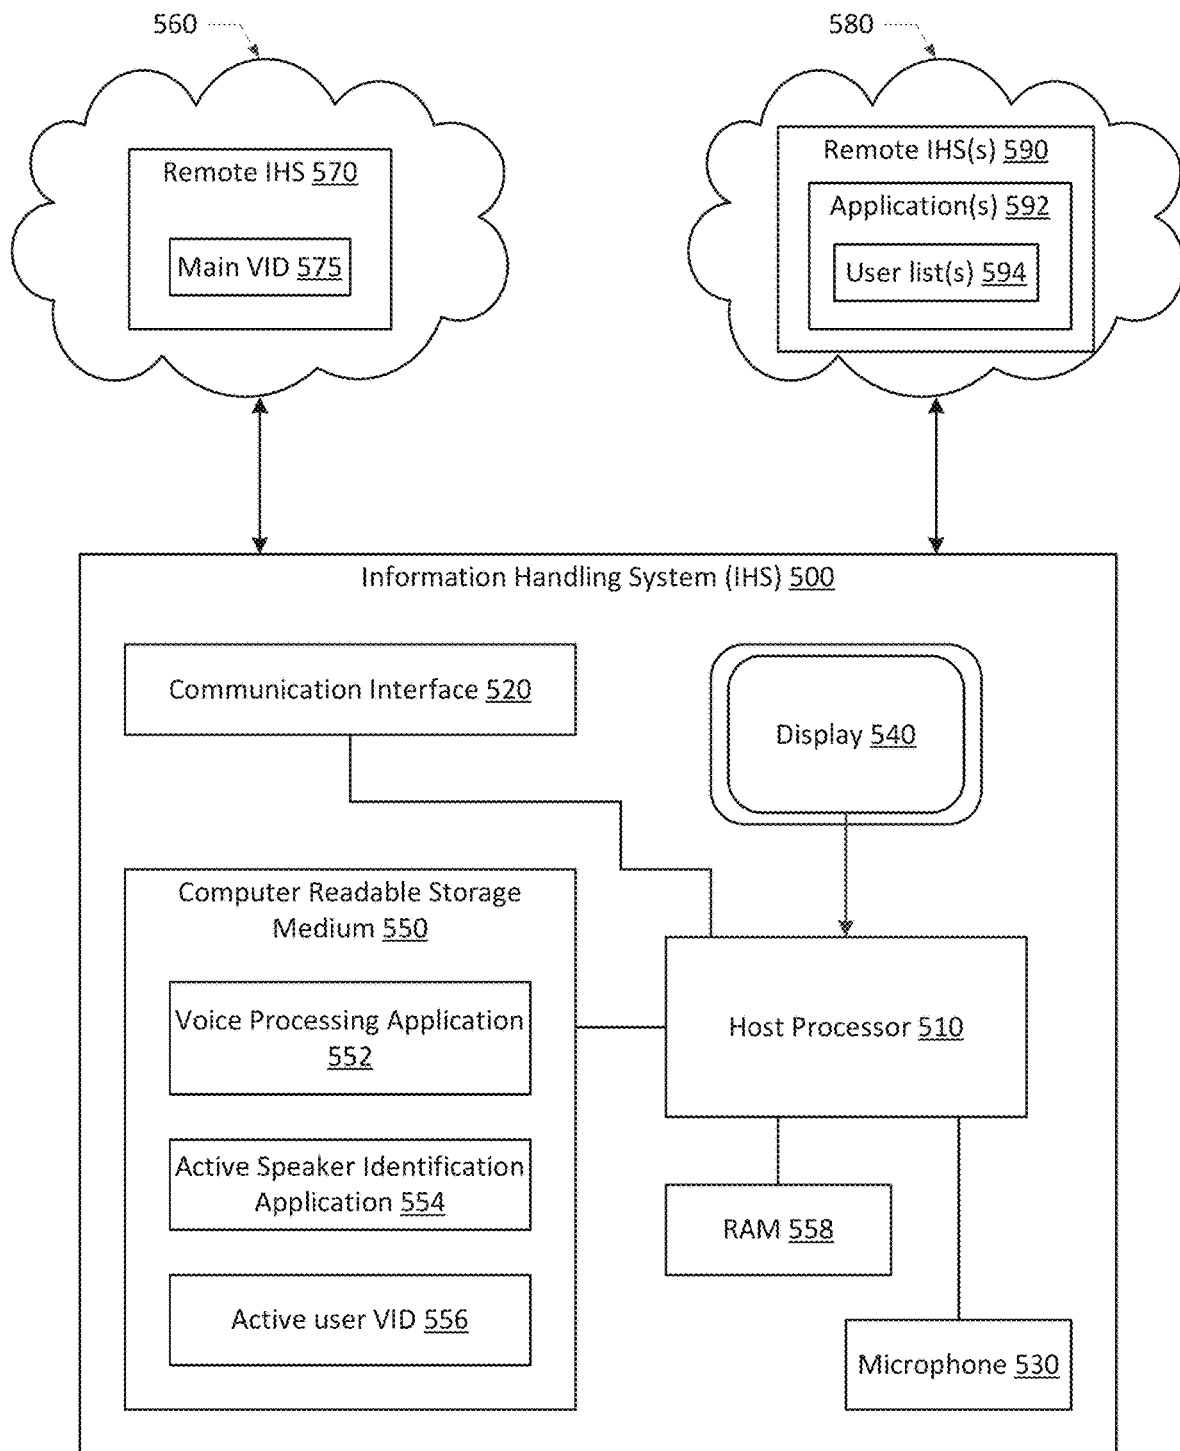 560
580
Remote IHS 570
Main VID 575
Remote IHS(s) 590
Application(s) 592
User list(s) 594
Information Handling System (IHS) 500
Communication Interface 520
Display 540
Computer Readable Storage
Medium 550
Voice Processing Application
552
Host Processor 510
Active Speaker Identification
Application 554
RAM 558
Active user VID 556
Microphone 530